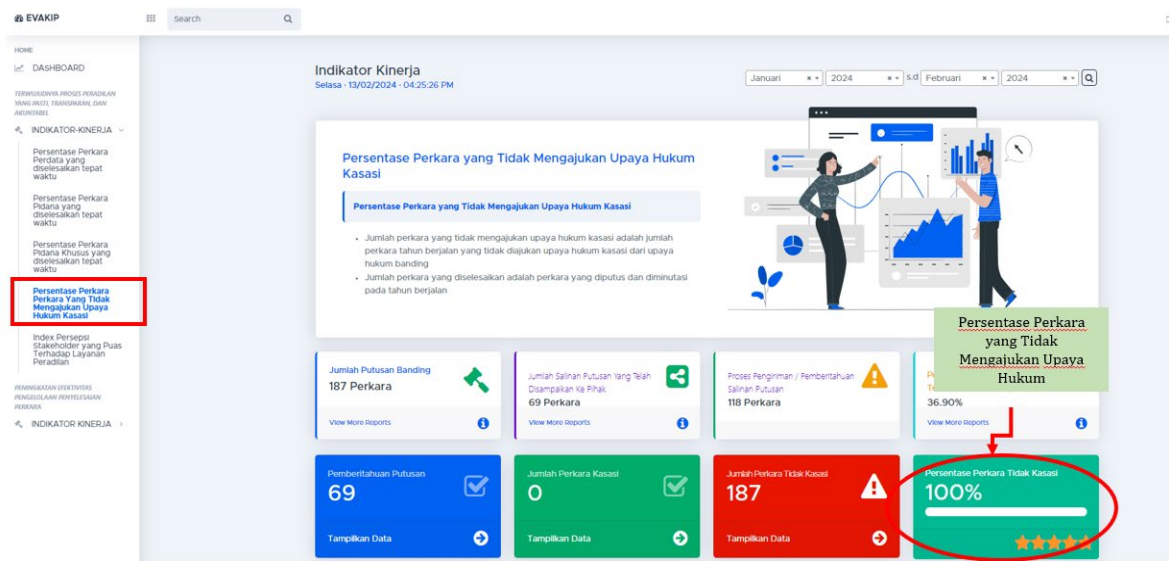 EVAKIP
Search
HOME
DASHBOARD
TERWUJUDNYA PROSES PERADILAN
YANG PASTI, TRANSPARAN, DAN
AKUNTABEL
INDIKATOR-KINERJA
Persentase Perkara
Perdata yang
diselesaikan tepat
waktu
Persentase Perkara
Pidana yang
diselesaikan tepat
waktu
Persentase Perkara
Pidana Khusus yang
diselesaikan tepat
waktu
Persentase Perkara
Perkara Yang Tidak
Mengajukan Upaya
Hukum Kasasi
Index Persepsi
Stakeholder yang Puas
Terhadap Layanan
Peradilan
PENINGKATAN EFEKTIVITAS
PENGELOLAAN PENYELESAIAN
PERKARA
INDIKATOR KINERJA
Indikator Kinerja
Selasa - 13/02/2024 - 04:25:26 PM
Januari
2024
s.d
Februari
2024
Persentase Perkara yang Tidak Mengajukan Upaya Hukum
Kasasi
Persentase Perkara yang Tidak Mengajukan Upaya Hukum Kasasi
Jumlah perkara yang tidak mengajukan upaya hukum kasasi adalah jumlah
perkara tahun berjalan yang tidak diajukan upaya hukum kasasi dari upaya
hukum banding
Jumlah perkara yang diselesaikan adalah perkara yang diputus dan diminutasi
pada tahun berjalan
Persentase Perkara
yang Tidak
Mengajukan Upaya
Hukum
Jumlah Putusan Banding
187 Perkara
View More Reports
Jumlah Salinan Putusan Yang Telah
Disampaikan Ke Pihak
69 Perkara
View More Reports
Proses Pengiriman / Pemberitahuan
Salinan Putusan
118 Perkara
36.90%
View More Reports
Pemberitahuan Putusan
69
Tampilkan Data
Jumlah Perkara Kasasi
0
Tampilkan Data
Jumlah Perkara Tidak Kasasi
187
Tampilkan Data
Persentase Perkara Tidak Kasasi
100%